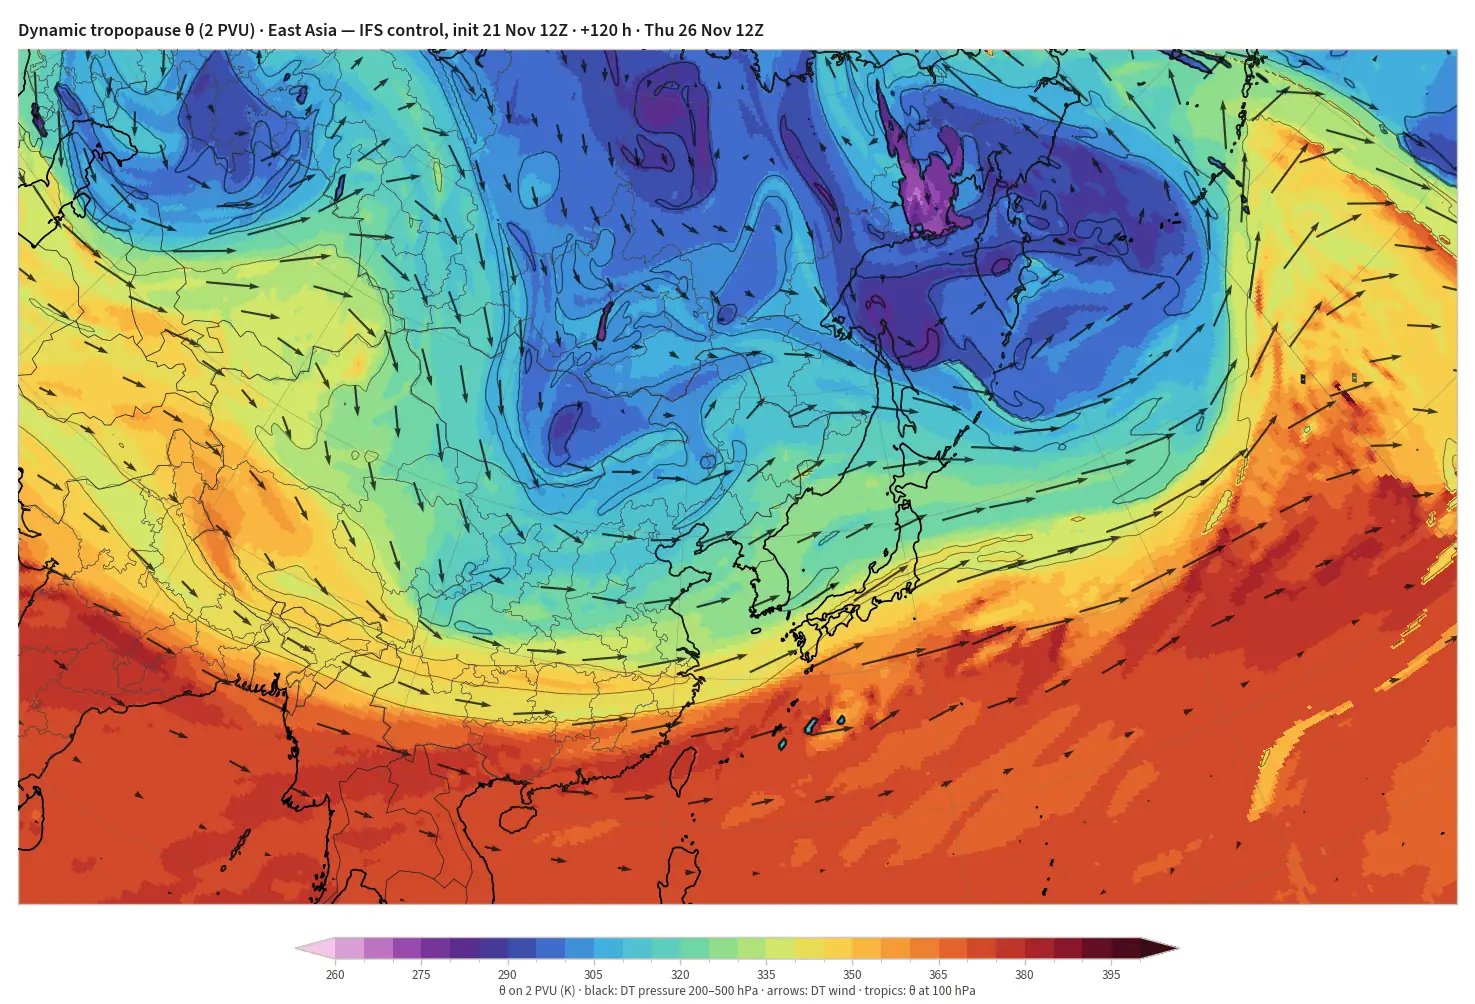 Dynamic tropopause θ (2 PVU) · East Asia — IFS control, init 21 Nov 12Z · +120 h · Thu 26 Nov 12Z
260 275 290 305 320 335 350 365 380 395
θ on 2 PVU (K) · black: DT pressure 200–500 hPa · arrows: DT wind · tropics: θ at 100 hPa